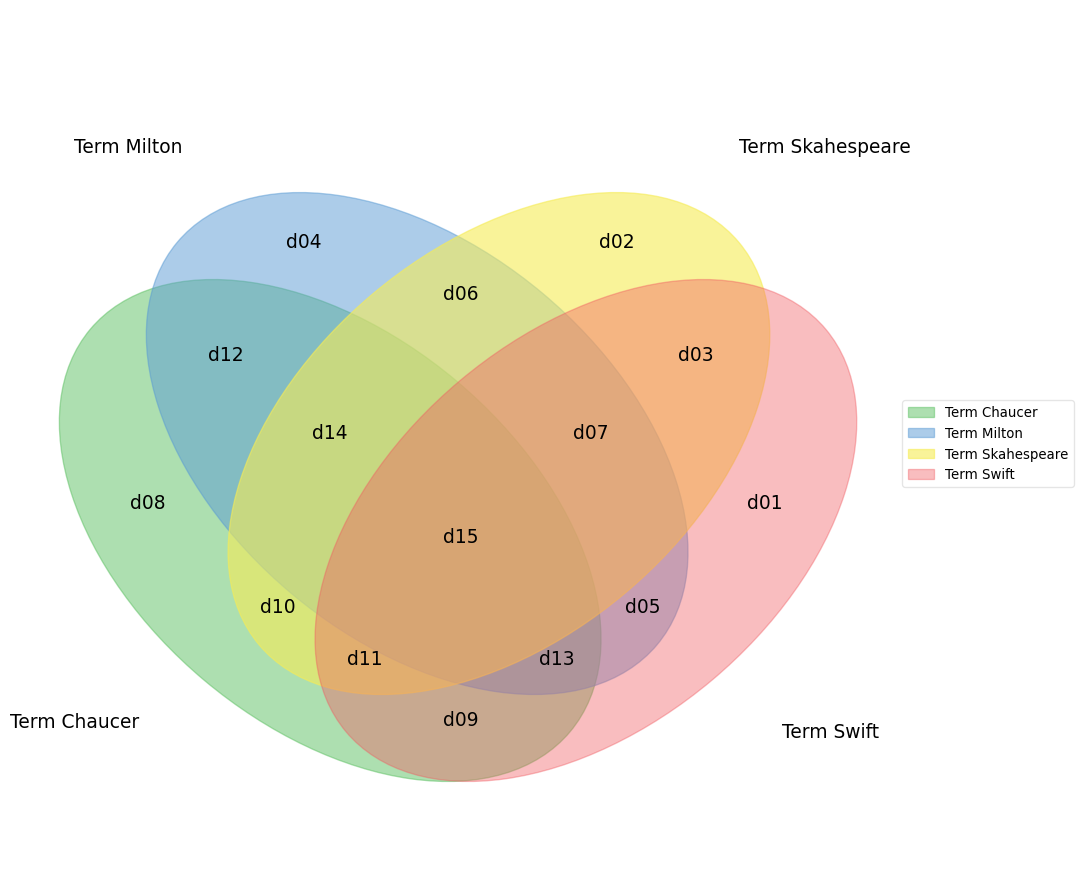 Term Milton
Term Skahespeare
d04
d02
d06
d12
d03
d14
d07
d08
d01
d15
d10
d05
d11
d13
d09
Term Chaucer
Term Swift
Term Chaucer
Term Milton
Term Skahespeare
Term Swift